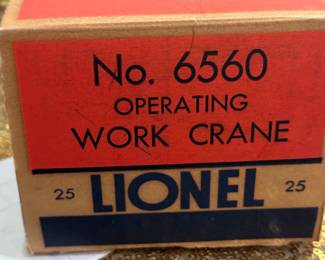 No. 6560
OPERATING
WORK CRANE
25 LIONEL 25